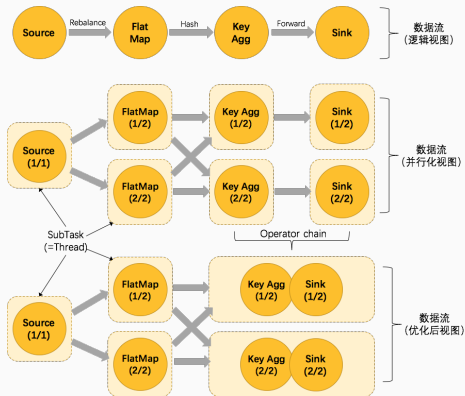 Source
Rebalance
Flat
Map
Hash
Key
Agg
Forward
Sink
数据流
(逻辑视图)
FlatMap
(1/2)
Key Agg
(1/2)
Sink
(1/2)
Source
(1/1)
数据流
(并行化视图)
FlatMap
(2/2)
Key Agg
(2/2)
Sink
(2/2)
SubTask
(=Thread)
Operator chain
FlatMap
(1/2)
Key Agg
(1/2)
Sink
(1/2)
Source
(1/1)
数据流
(优化后视图)
FlatMap
(2/2)
Key Agg
(2/2)
Sink
(2/2)